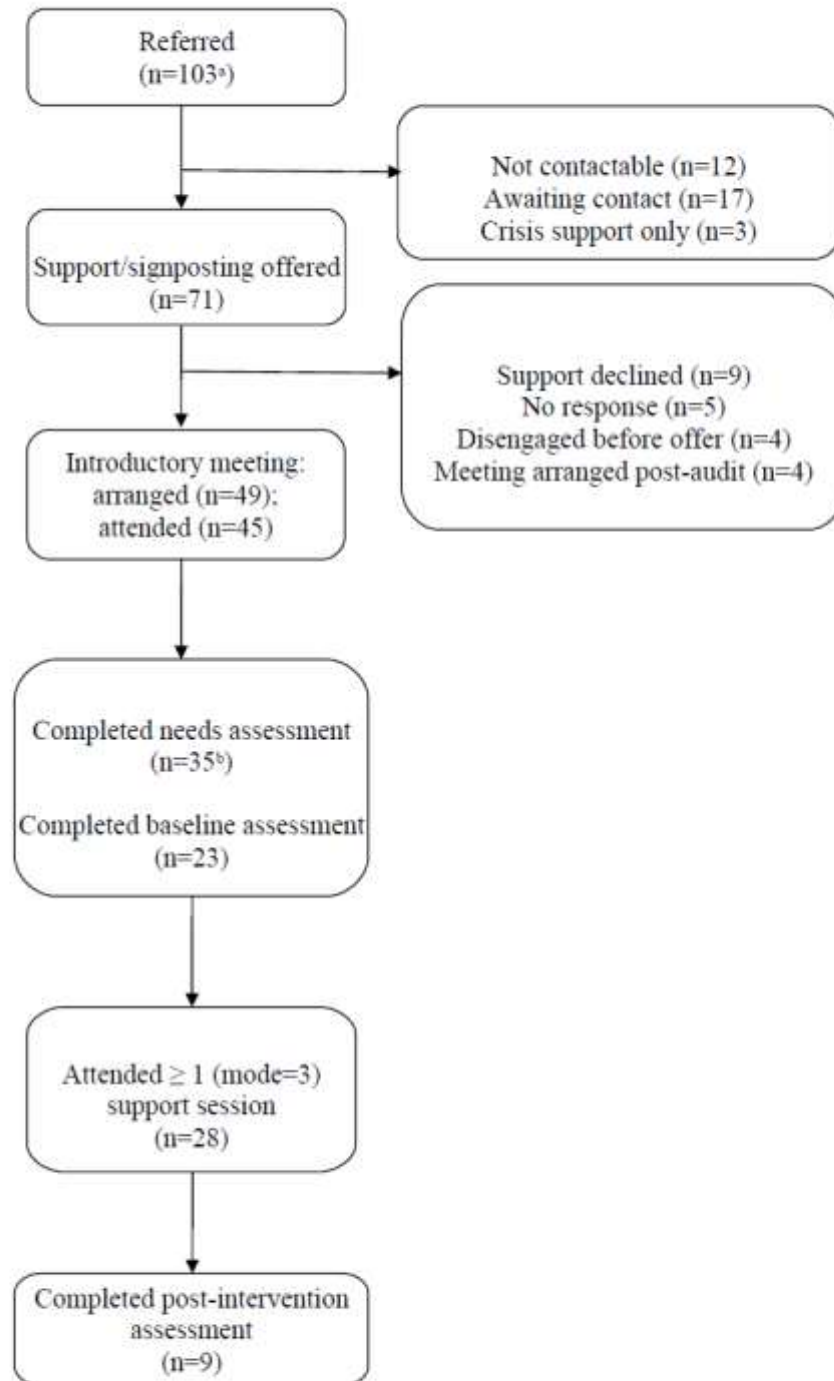 Referred
(n=103ᵃ)
Not contactable (n=12)
Awaiting contact (n=17)
Crisis support only (n=3)
Support/signposting offered
(n=71)
Support declined (n=9)
No response (n=5)
Disengaged before offer (n=4)
Meeting arranged post-audit (n=4)
Introductory meeting:
arranged (n=49);
attended (n=45)
Completed needs assessment
(n=35ᵇ)
Completed baseline assessment
(n=23)
Attended ≥ 1 (mode=3)
support session
(n=28)
Completed post-intervention
assessment
(n=9)